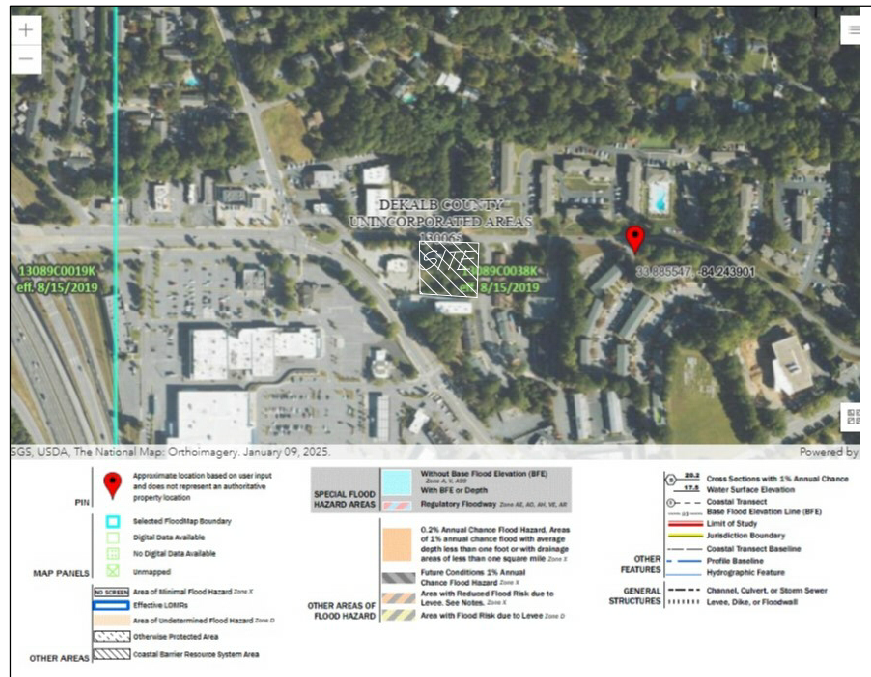 DEKALB COUNTY
UNINCORPORATED AREAS
130065
SITE
13089C0019K
eff. 8/15/2019
13089C0038K
eff. 8/15/2019
33.885547, -84.243901
SGS, USDA, The National Map: Orthoimagery. January 09, 2025.
Powered by
PIN
Approximate location based on user input
and does not represent an authoritative
property location
MAP PANELS
Selected FloodMap Boundary
Digital Data Available
No Digital Data Available
Unmapped
OTHER AREAS
NO SCREEN Area of Minimal Flood Hazard Zone X
Effective LOMRs
Area of Undetermined Flood Hazard Zone D
Otherwise Protected Area
Coastal Barrier Resource System Area
SPECIAL FLOOD
HAZARD AREAS
Without Base Flood Elevation (BFE)
Zone A, V, A99
With BFE or Depth
Regulatory Floodway Zone AE, AO, AH, VE, AR
OTHER AREAS OF
FLOOD HAZARD
0.2% Annual Chance Flood Hazard, Areas
of 1% annual chance flood with average
depth less than one foot or with drainage
areas of less than one square mile Zone X
Future Conditions 1% Annual
Chance Flood Hazard Zone X
Area with Reduced Flood Risk due to
Levee. See Notes. Zone X
Area with Flood Risk due to Levee Zone D
OTHER
FEATURES
20.2
Cross Sections with 1% Annual Chance
17.5 Water Surface Elevation
Coastal Transect
Base Flood Elevation Line (BFE)
Limit of Study
Jurisdiction Boundary
Coastal Transect Baseline
Profile Baseline
Hydrographic Feature
GENERAL
STRUCTURES
Channel, Culvert, or Storm Sewer
Levee, Dike, or Floodwall